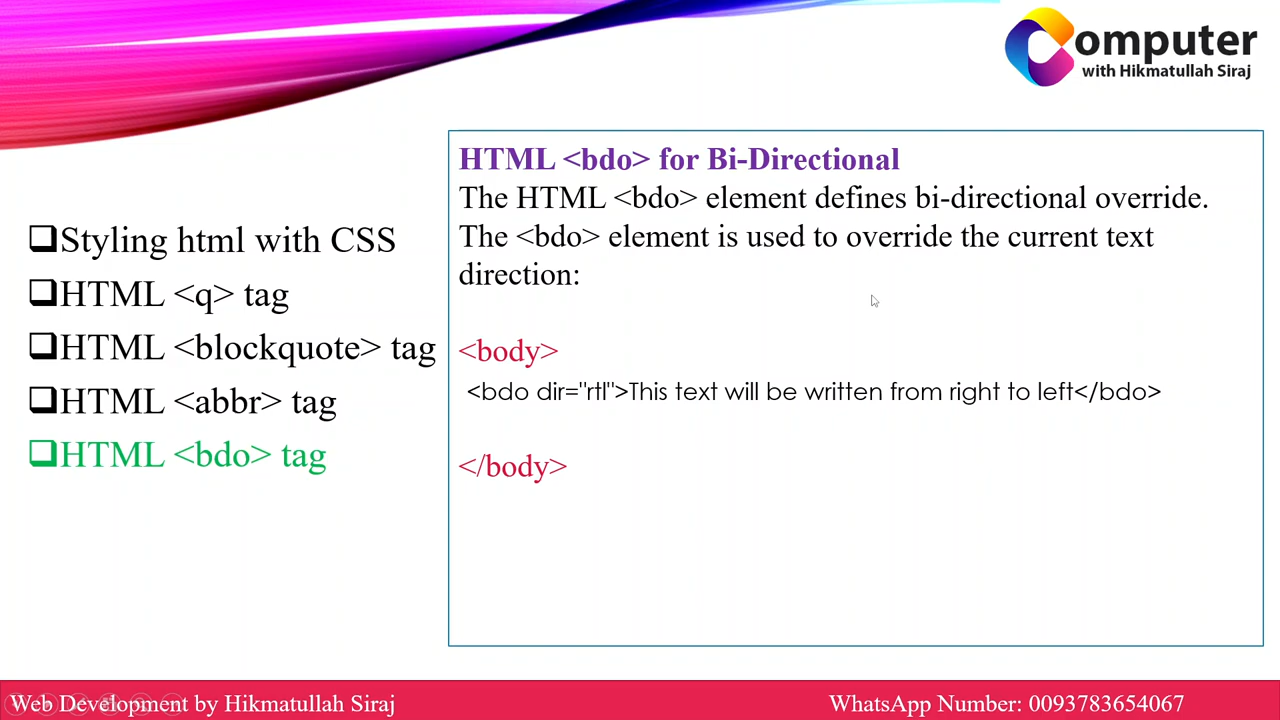 Computer
with Hikmatullah Siraj
Styling html with CSS
HTML <q> tag
HTML <blockquote> tag
HTML <abbr> tag
HTML <bdo> tag
HTML <bdo> for Bi-Directional
The HTML <bdo> element defines bi-directional override.
The <bdo> element is used to override the current text
direction:
<body>
<bdo dir="rtl">This text will be written from right to left</bdo>
</body>
Web Development by Hikmatullah Siraj
WhatsApp Number: 0093783654067